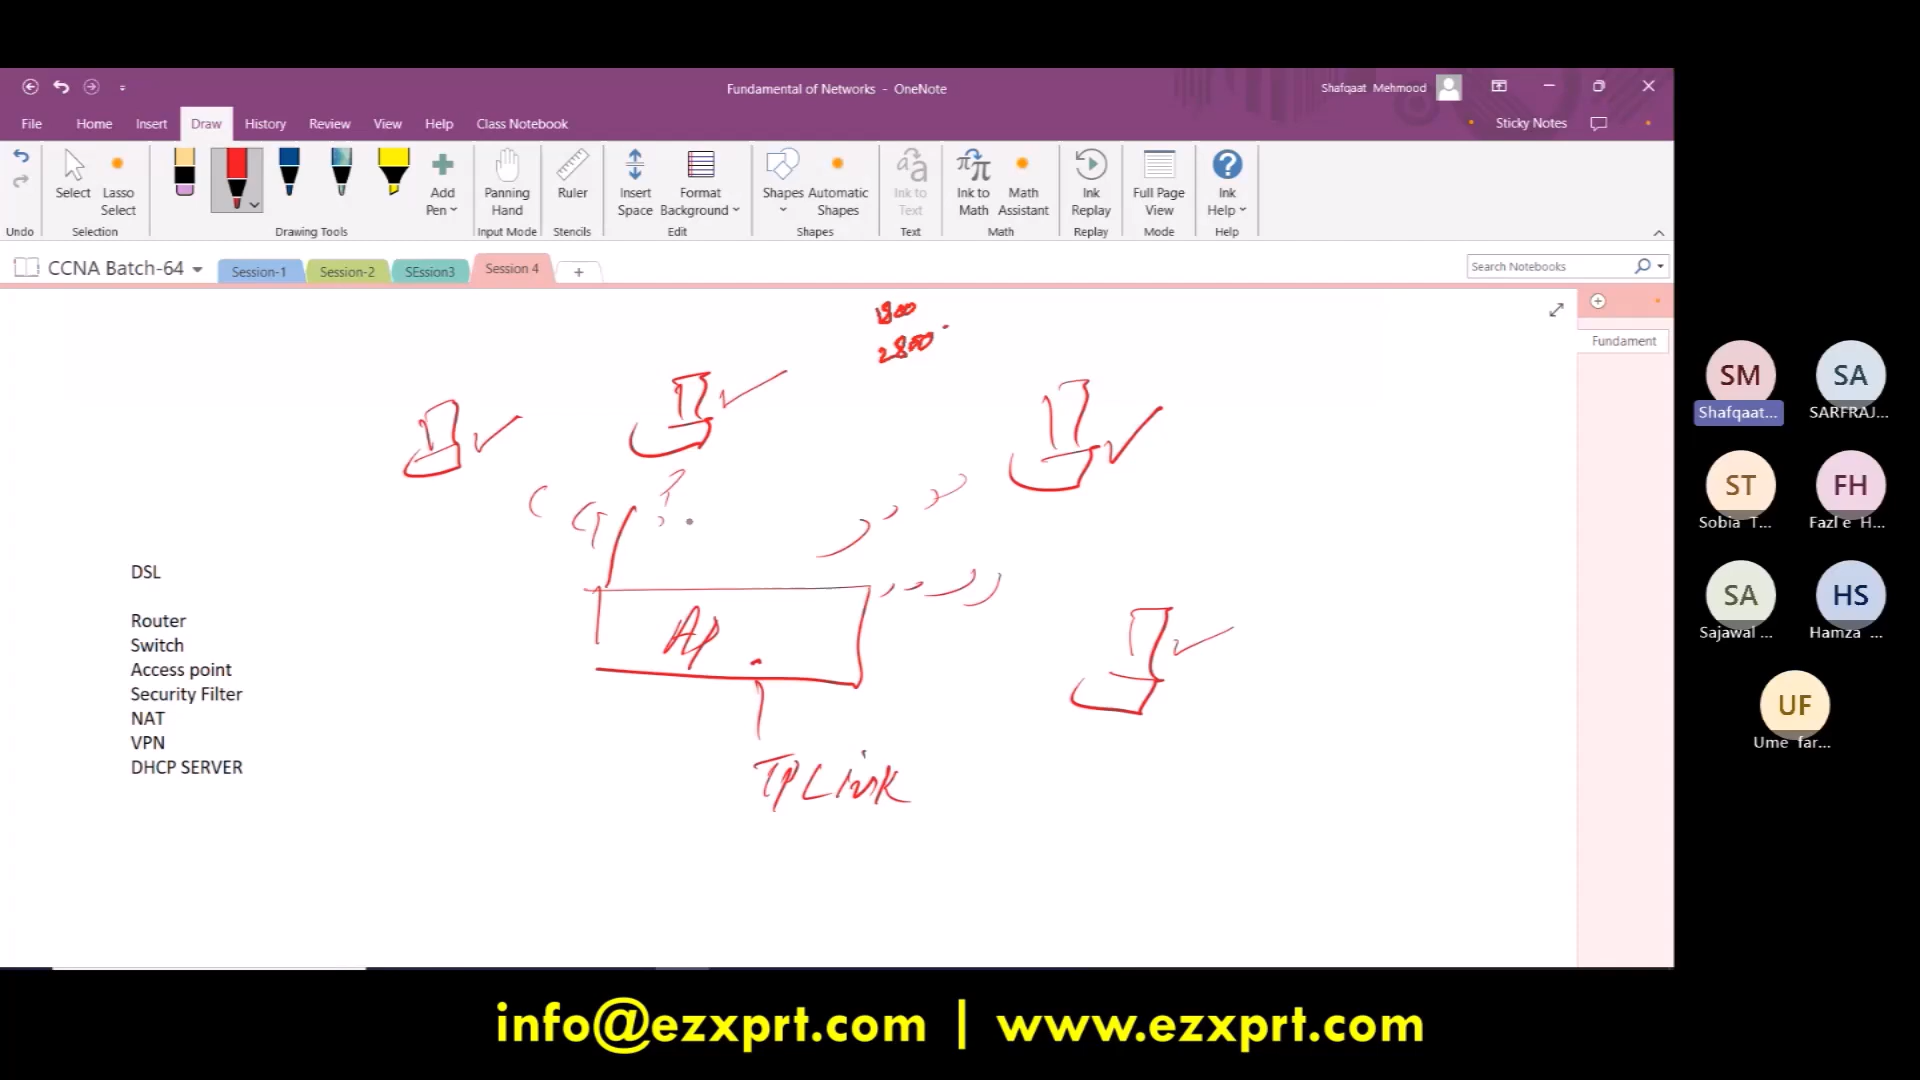 Fundamental of Networks - OneNote
Shafqaat Mehmood
File Home Insert Draw History Review View Help Class Notebook
Sticky Notes
Select
Lasso Select
Add Pen
Panning Hand
Ruler
Insert Space
Format Background
Shapes
Automatic Shapes
Ink to Text
Ink to Math
Math Assistant
Ink Replay
Full Page View
Ink Help
Undo Selection Drawing Tools Input Mode Stencils Edit Shapes Text Math Replay Mode Help
CCNA Batch-64
Session-1 Session-2 SEssion3 Session 4 +
Search Notebooks
Fundament
1800
2800
DSL
Router
Switch
Access point
Security Filter
NAT
VPN
DHCP SERVER
AP
TP Link
SM
Shafqaat...
SA
SARFRAJ...
ST
Sobia T...
FH
Fazl e H...
SA
Sajawal ...
HS
Hamza ...
UF
Ume far...
info@ezxprt.com | www.ezxprt.com